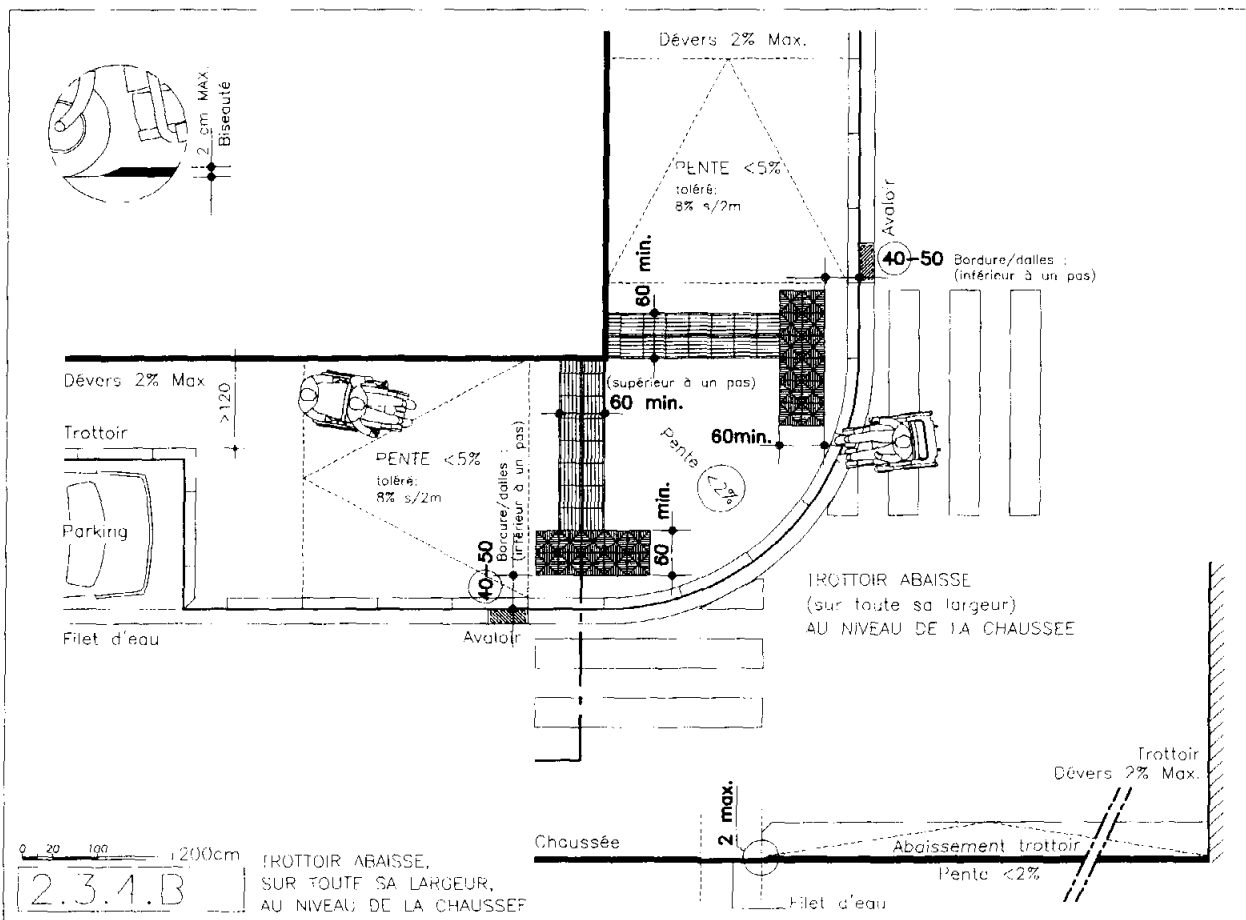 Dévers 2% Max.
2 cm MAX.
Biseauté
PENTE <5%
toléré:
8% s/2m
Avaloir
40-50 Bordure/dalles :
(inférieur à un pas)
60 min.
Dévers 2% Max
>120
(supérieur à un pas)
60 min.
Trottoir
PENTE <5%
toléré:
8% s/2m
Bordure/dalles :
(inférieur à un pas)
40-50
Pente <2%
60min.
60 min.
Parking
TROTTOIR ABAISSE
(sur toute sa largeur)
AU NIVEAU DE LA CHAUSSEE
Filet d'eau
Avaloir
Trottoir
Dévers 2% Max.
2 max.
Chaussée
Abaissement trottoir
Pente <2%
Filet d'eau
0 20 100 200cm
2.3.1.B
TROTTOIR ABAISSE,
SUR TOUTE SA LARGEUR,
AU NIVEAU DE LA CHAUSSEE